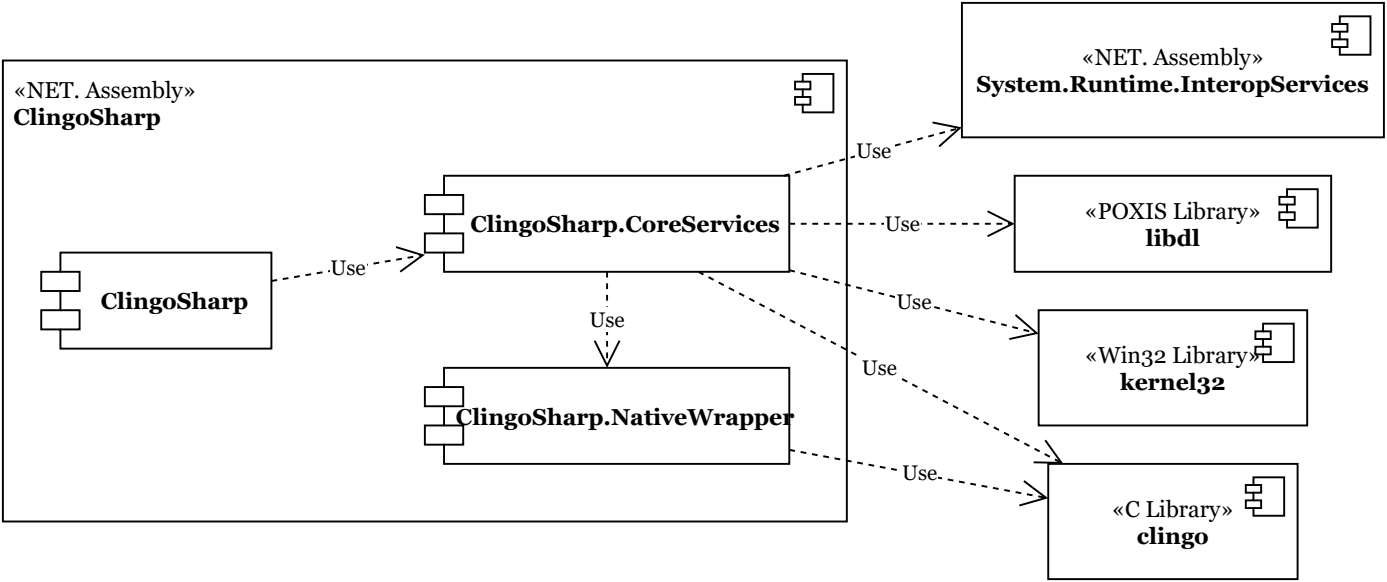 «NET. Assembly»
System.Runtime.InteropServices
«NET. Assembly»
ClingoSharp
Use
ClingoSharp.CoreServices
Use
«POXIS Library»
libdl
Use
ClingoSharp
Use
Use
«Win32 Library»
kernel32
Use
ClingoSharp.NativeWrapper
Use
«C Library»
clingo